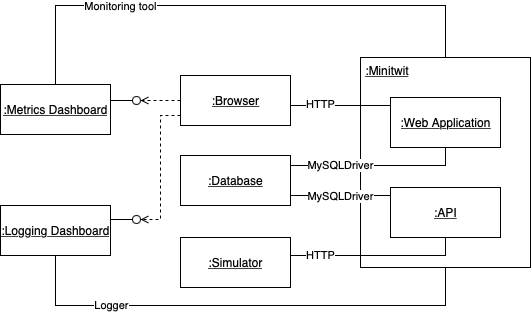 Monitoring tool
:Minitwit
:Metrics Dashboard
:Browser
HTTP
:Web Application
MySQLDriver
:Database
MySQLDriver
:API
:Logging Dashboard
:Simulator
HTTP
Logger